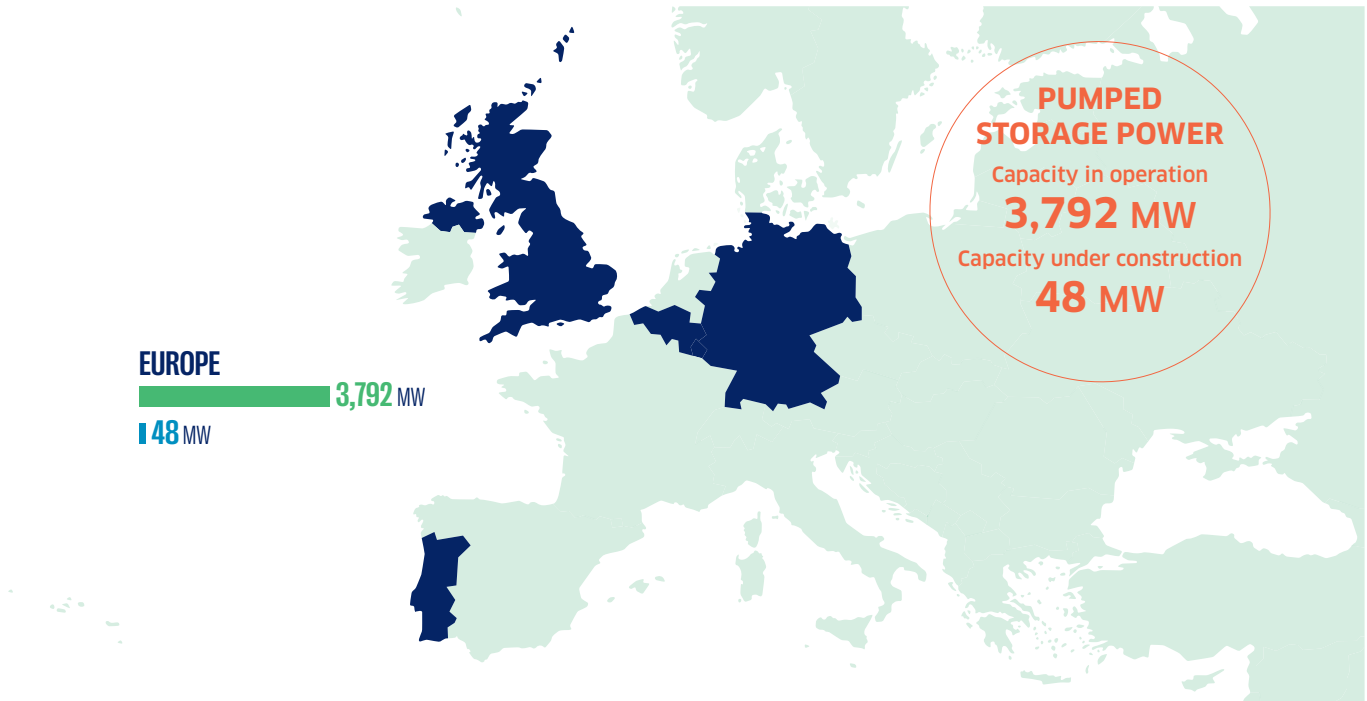 PUMPED
STORAGE POWER
Capacity in operation
3,792 MW
Capacity under construction
48 MW
EUROPE
3,792 MW
48 MW